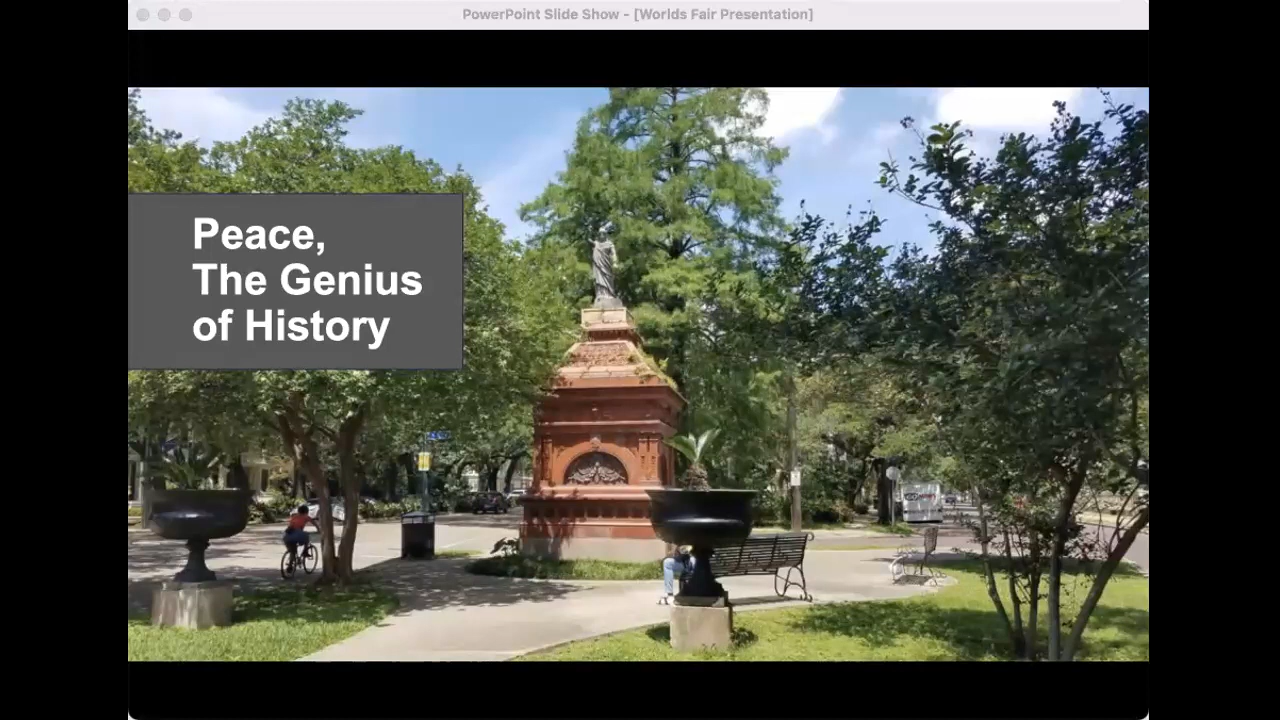 PowerPoint Slide Show - [Worlds Fair Presentation]
Peace,
The Genius
of History